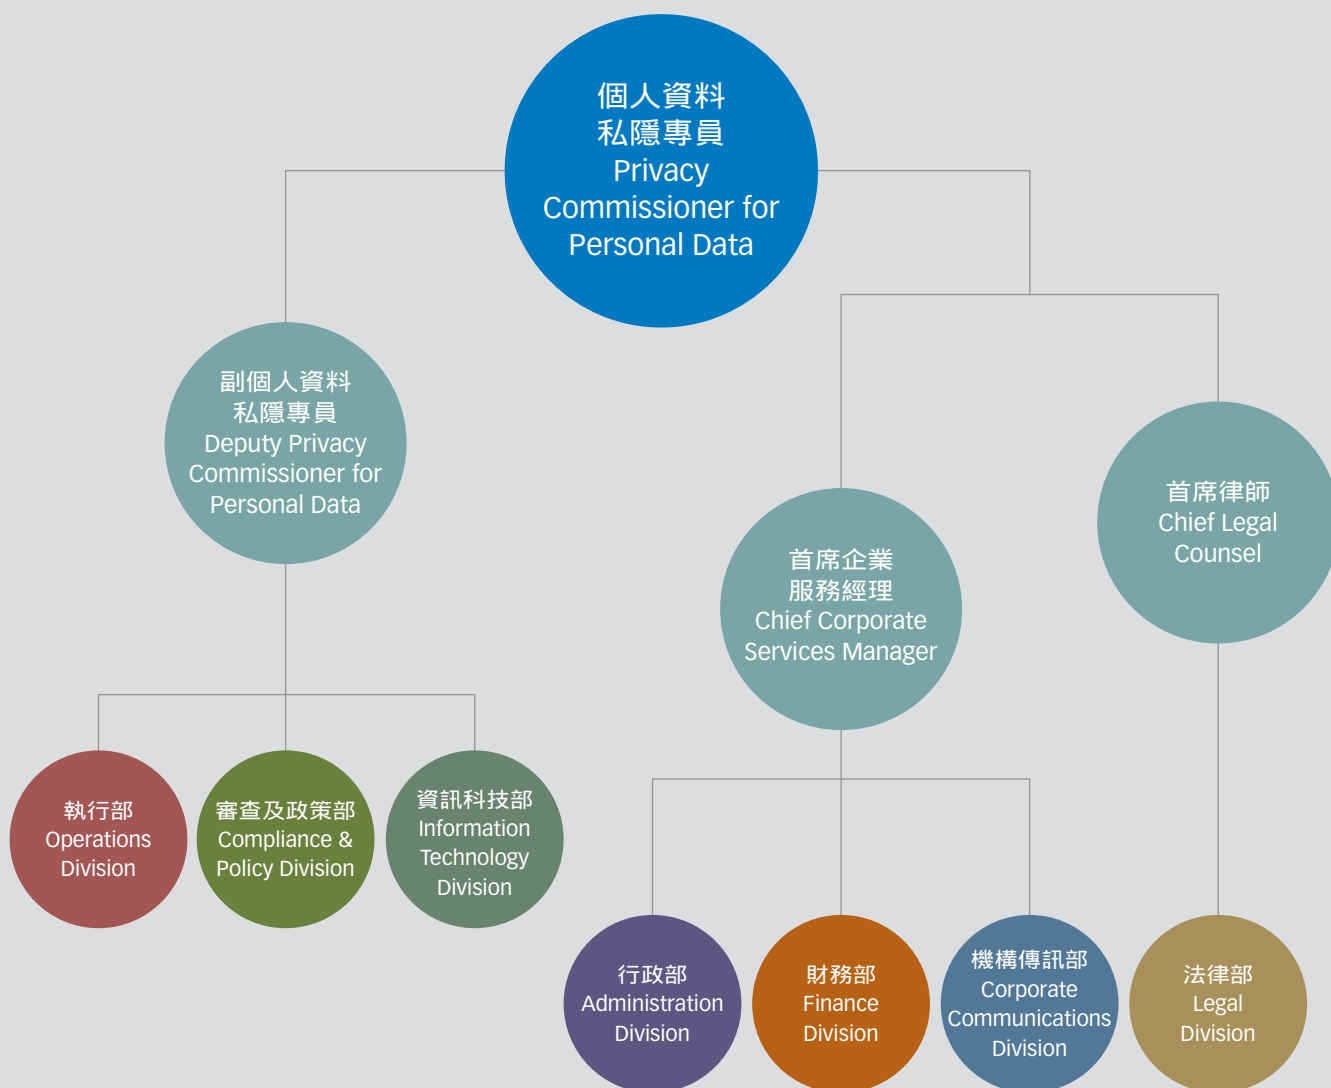 個人資料
私隱專員
Privacy
Commissioner for
Personal Data
副個人資料
私隱專員
Deputy Privacy
Commissioner for
Personal Data
首席律師
Chief Legal
Counsel
首席企業
服務經理
Chief Corporate
Services Manager
執行部
Operations
Division
審查及政策部
Compliance &
Policy Division
資訊科技部
Information
Technology
Division
行政部
Administration
Division
財務部
Finance
Division
機構傳訊部
Corporate
Communications
Division
法律部
Legal
Division